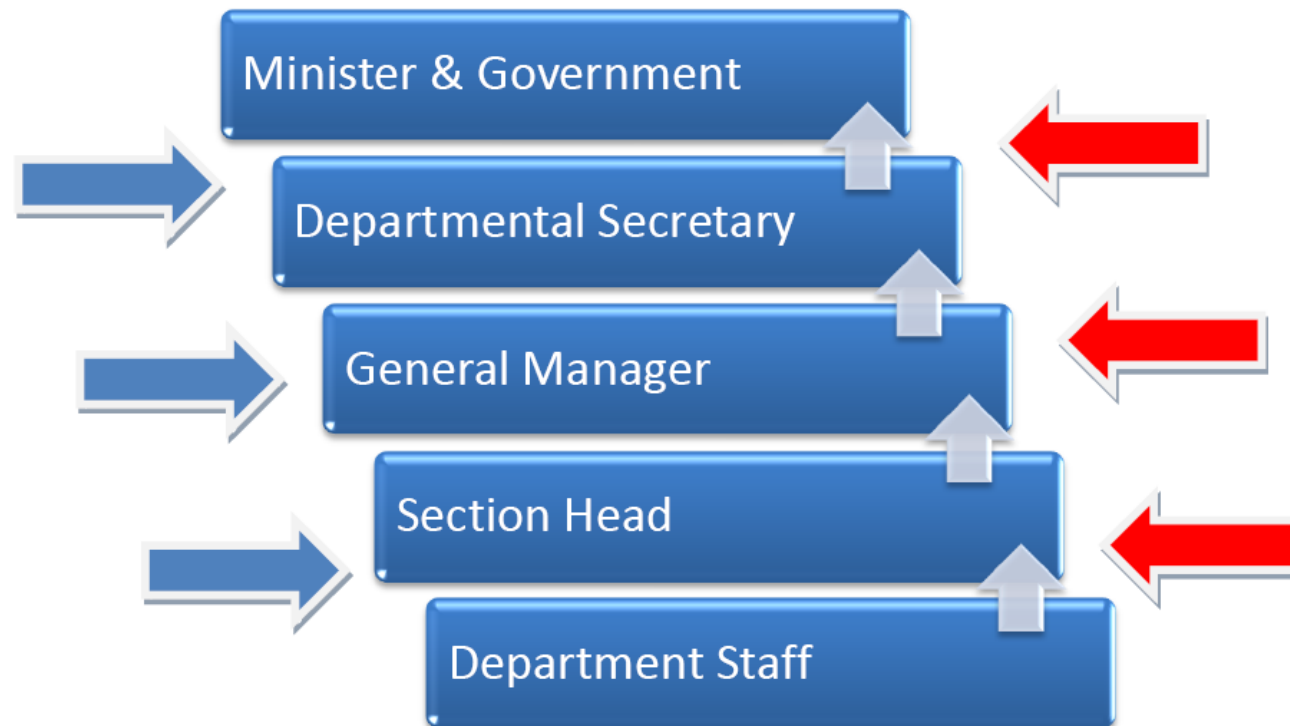 Minister & Government
Departmental Secretary
General Manager
Section Head
Department Staff